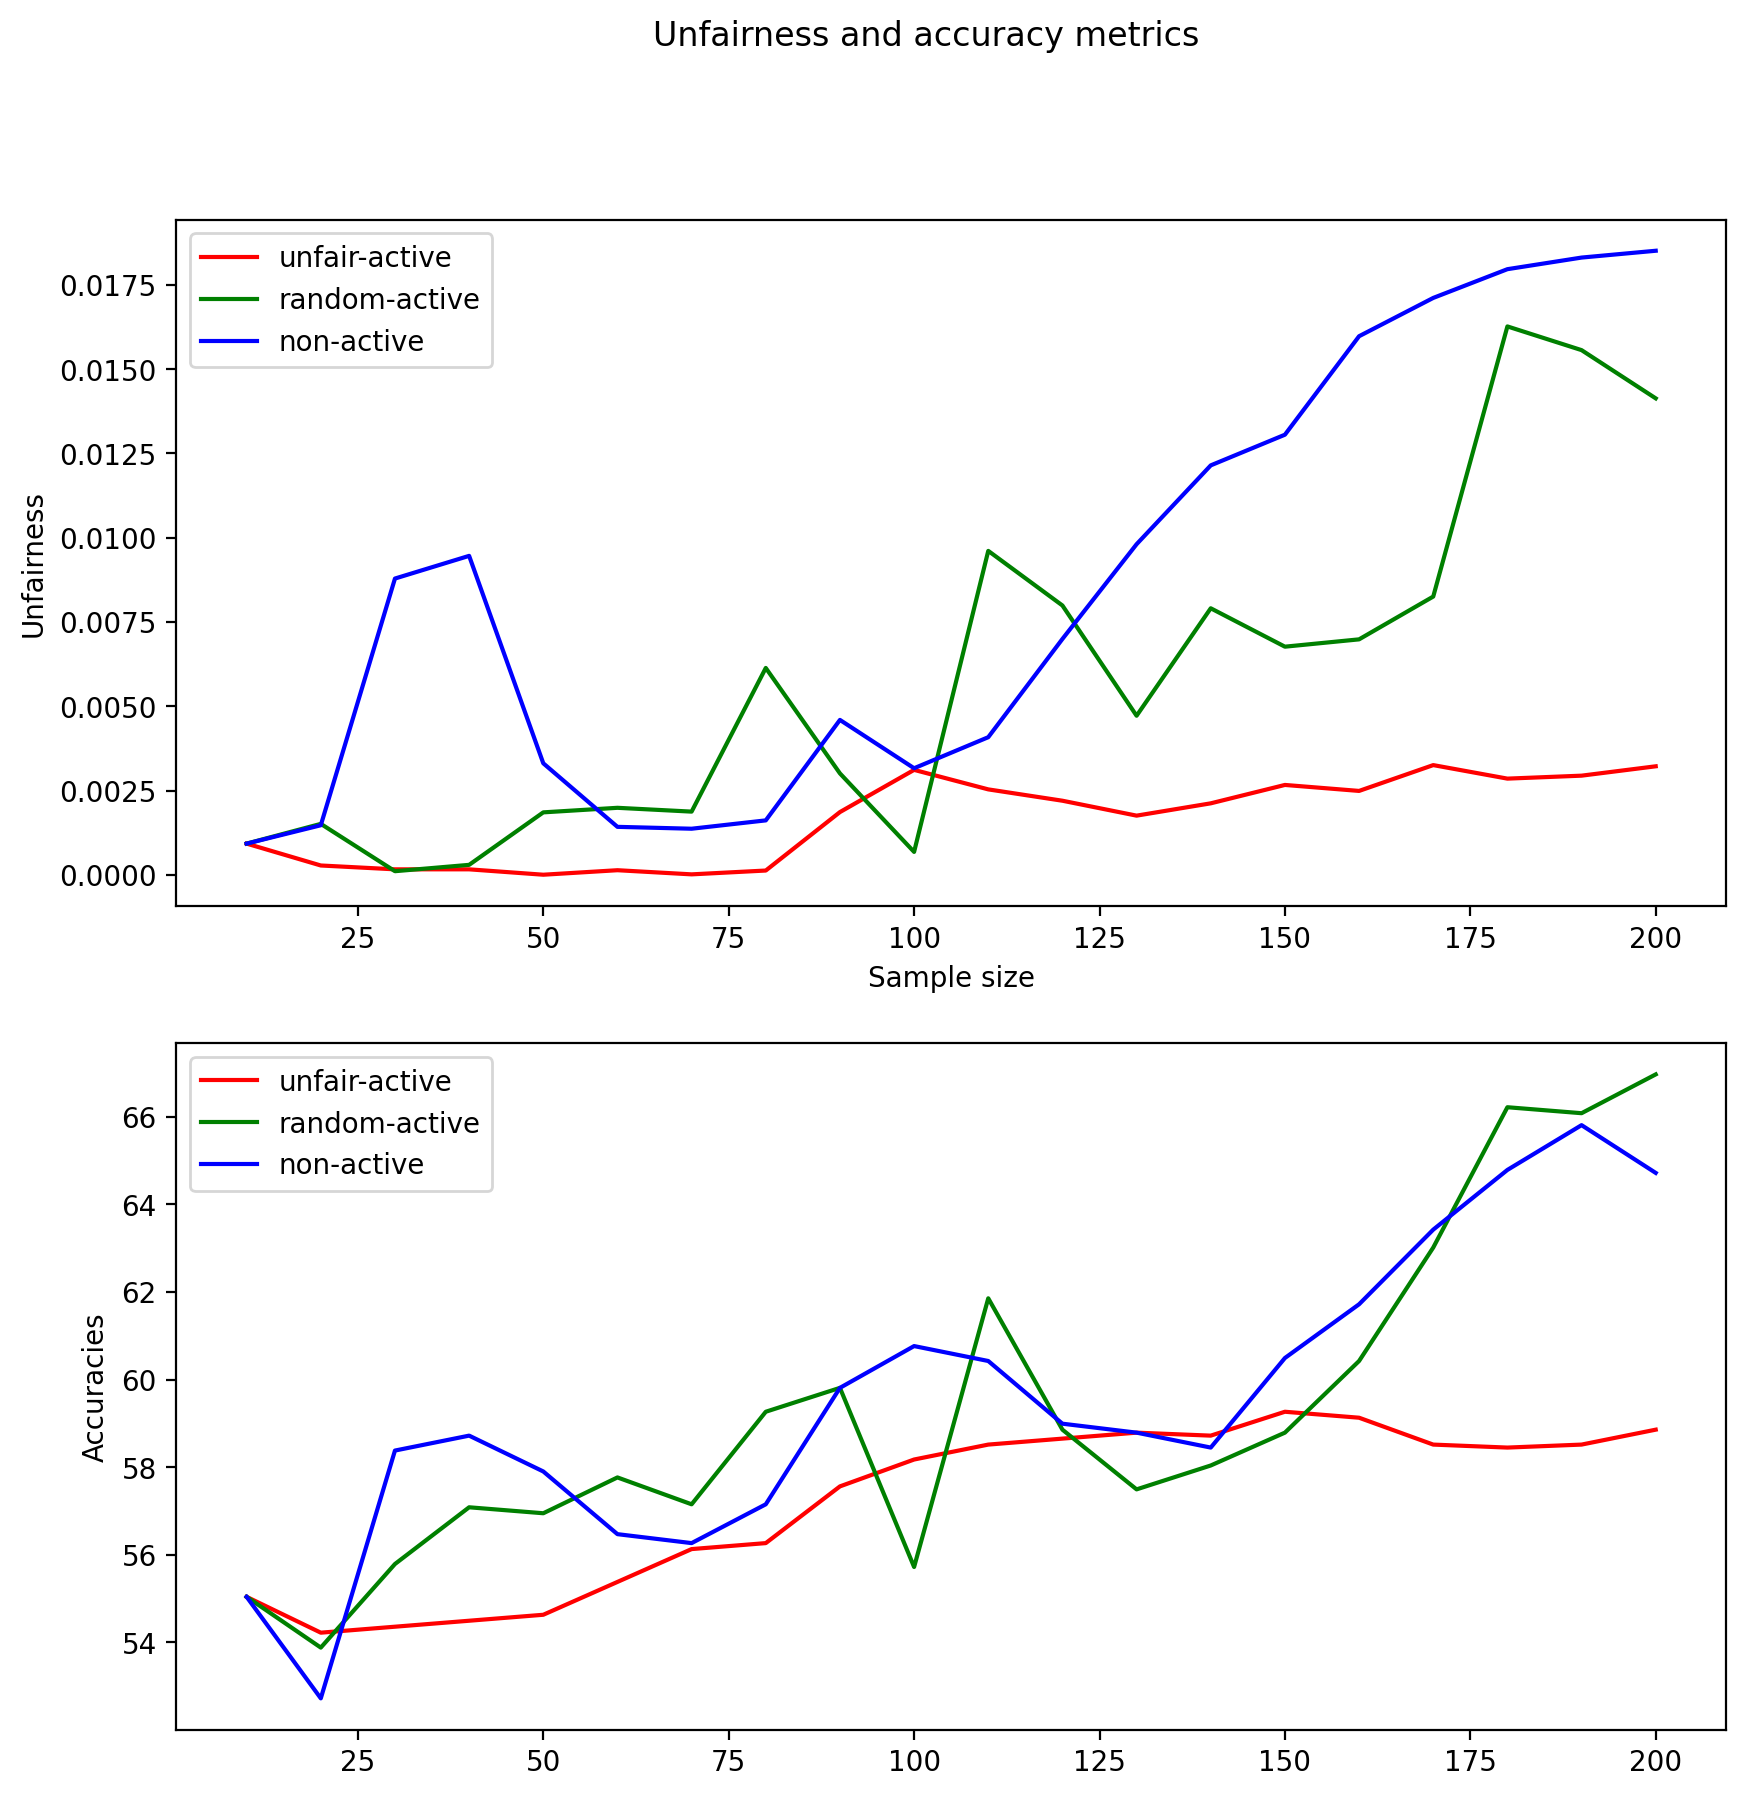 Unfairness and accuracy metrics
unfair-active
random-active
non-active
0.0175
0.0150
0.0125
0.0100
0.0075
0.0050
0.0025
0.0000
Unfairness
25 50 75 100 125 150 175 200
Sample size
unfair-active
random-active
non-active
66
64
62
60
58
56
54
Accuracies
25 50 75 100 125 150 175 200